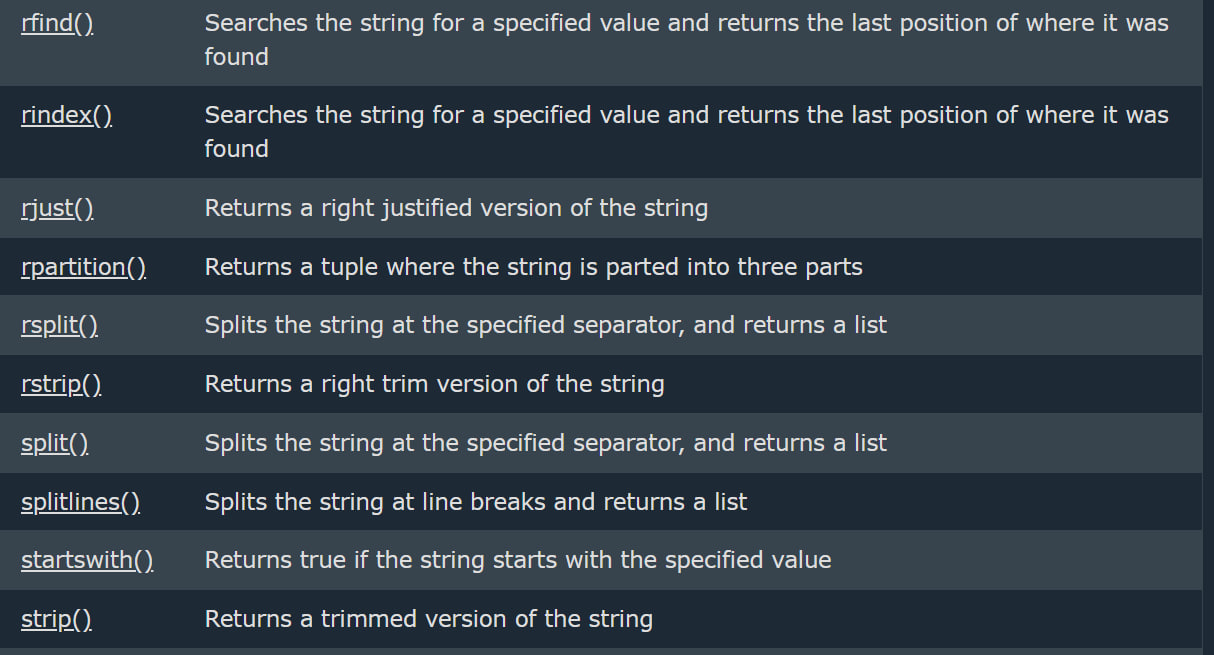 rfind() Searches the string for a specified value and returns the last position of where it was
found
rindex() Searches the string for a specified value and returns the last position of where it was
found
rjust() Returns a right justified version of the string
rpartition() Returns a tuple where the string is parted into three parts
rsplit() Splits the string at the specified separator, and returns a list
rstrip() Returns a right trim version of the string
split() Splits the string at the specified separator, and returns a list
splitlines() Splits the string at line breaks and returns a list
startswith() Returns true if the string starts with the specified value
strip() Returns a trimmed version of the string